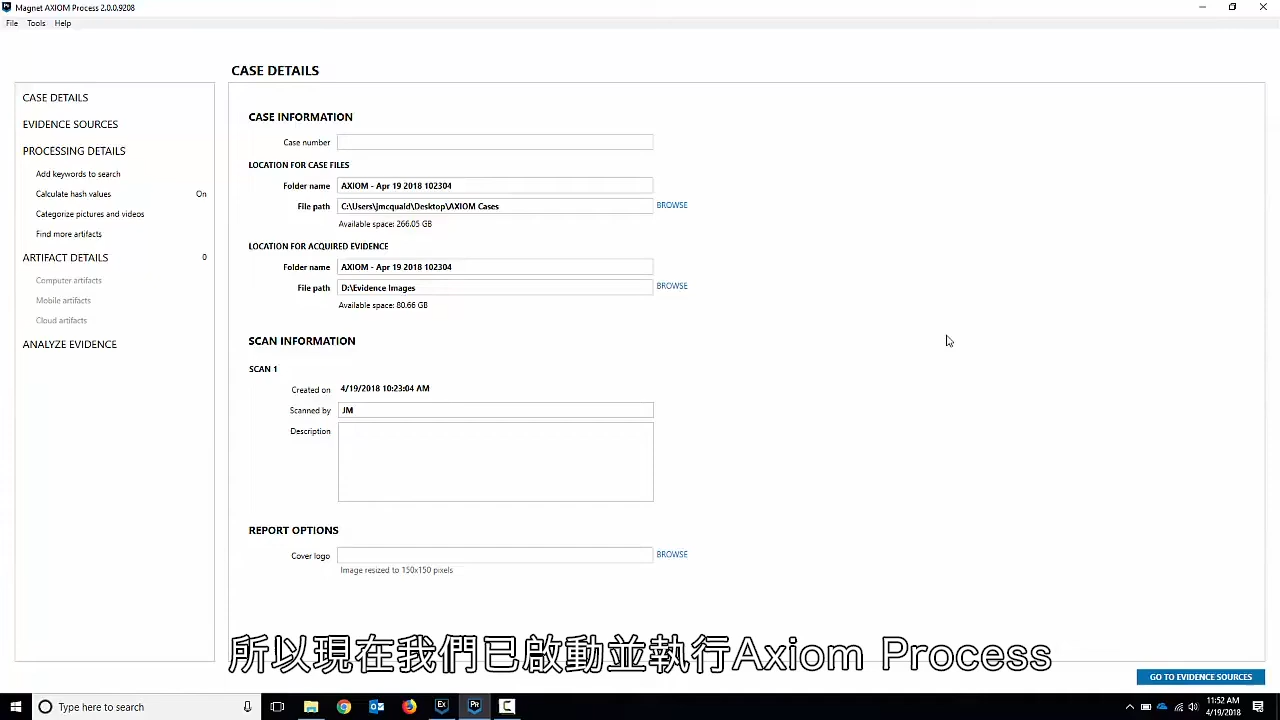 Magnet AXIOM Process 2.0.0.9208
File Tools Help
CASE DETAILS
EVIDENCE SOURCES
PROCESSING DETAILS
Add keywords to search
Calculate hash values On
Categorize pictures and videos
Find more artifacts
ARTIFACT DETAILS 0
Computer artifacts
Mobile artifacts
Cloud artifacts
ANALYZE EVIDENCE
CASE DETAILS
CASE INFORMATION
Case number
LOCATION FOR CASE FILES
Folder name AXIOM - Apr 19 2018 102304
File path C:\Users\jmcquald\Desktop\AXIOM Cases BROWSE
Available space: 266.05 GB
LOCATION FOR ACQUIRED EVIDENCE
Folder name AXIOM - Apr 19 2018 102304
File path D:\Evidence Images BROWSE
Available space: 80.66 GB
SCAN INFORMATION
SCAN 1
Created on 4/19/2018 10:23:04 AM
Scanned by JM
Description
REPORT OPTIONS
Cover logo BROWSE
Image resized to 150x150 pixels
所以現在我們已啟動並執行Axiom Process
GO TO EVIDENCE SOURCES
Type here to search
EX
Pr
11:52 AM
4/19/2018